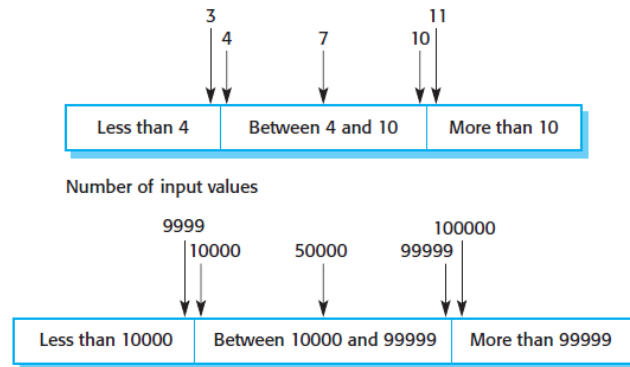 3 11
4 7 10
Less than 4 Between 4 and 10 More than 10
Number of input values
9999 100000
10000 50000 99999
Less than 10000 Between 10000 and 99999 More than 99999